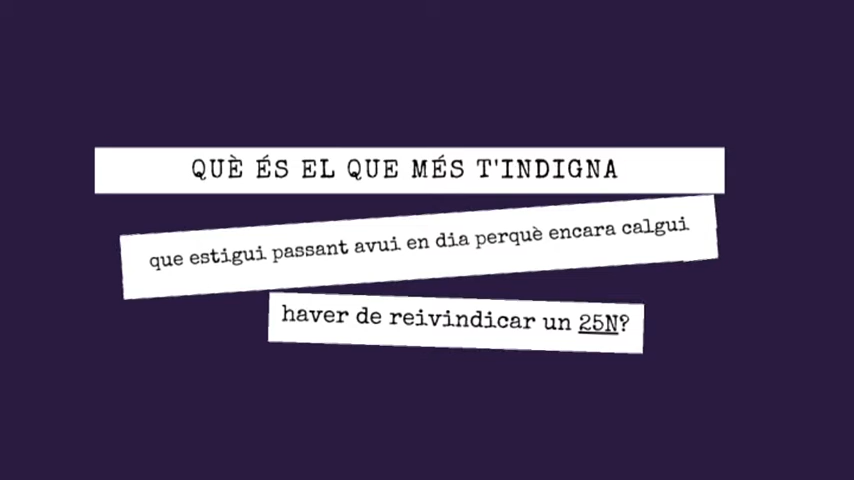 QUÈ ÉS EL QUE MÉS T'INDIGNA
que estigui passant avui en dia perquè encara calgui
haver de reivindicar un 25N?